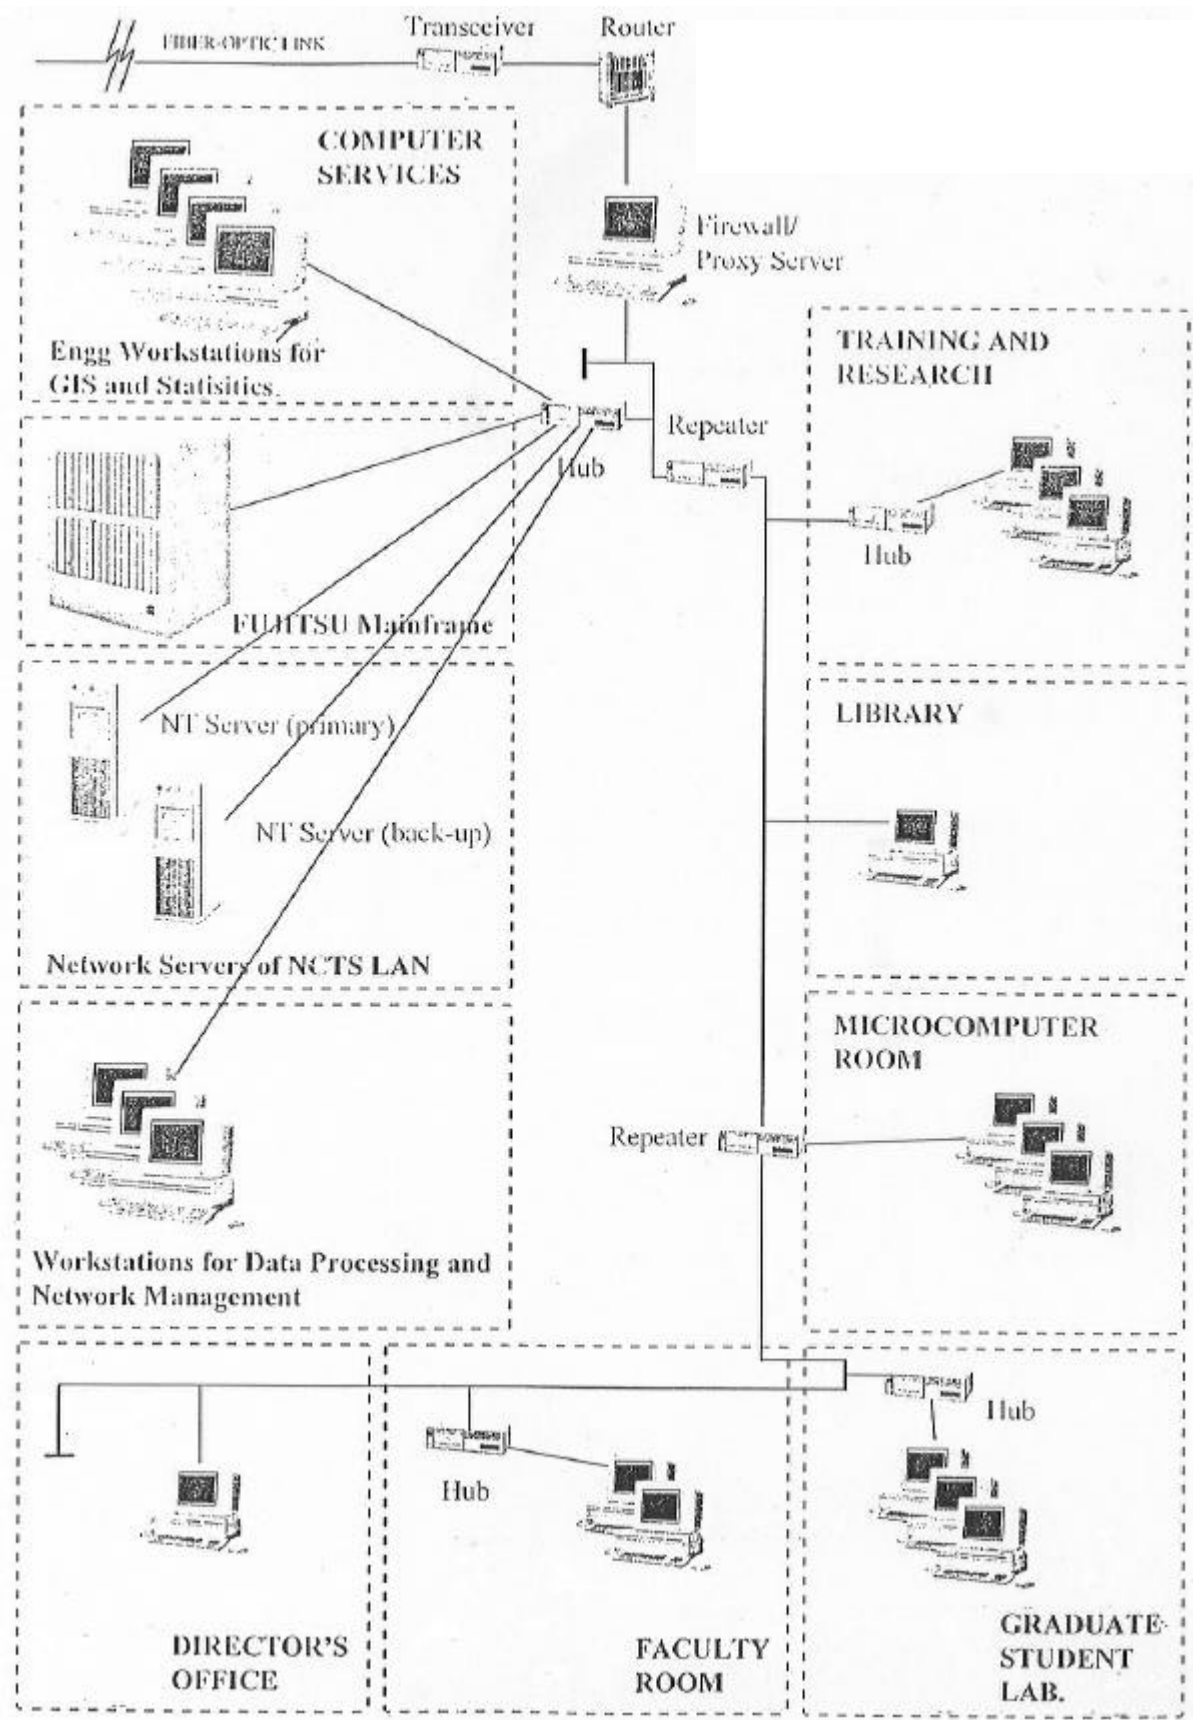 Transceiver
Router
FIBER-OPTIC LINK
COMPUTER
SERVICES
Firewall/
Proxy Server
Engg Workstations for
GIS and Statisitics.
TRAINING AND
RESEARCH
Repeater
Hub
Hub
FUJITSU Mainframe
NT Server (primary)
LIBRARY
NT Server (back-up)
Network Servers of NCTS LAN
MICROCOMPUTER
ROOM
Repeater
Workstations for Data Processing and
Network Management
Hub
Hub
DIRECTOR'S
OFFICE
FACULTY
ROOM
GRADUATE
STUDENT
LAB.